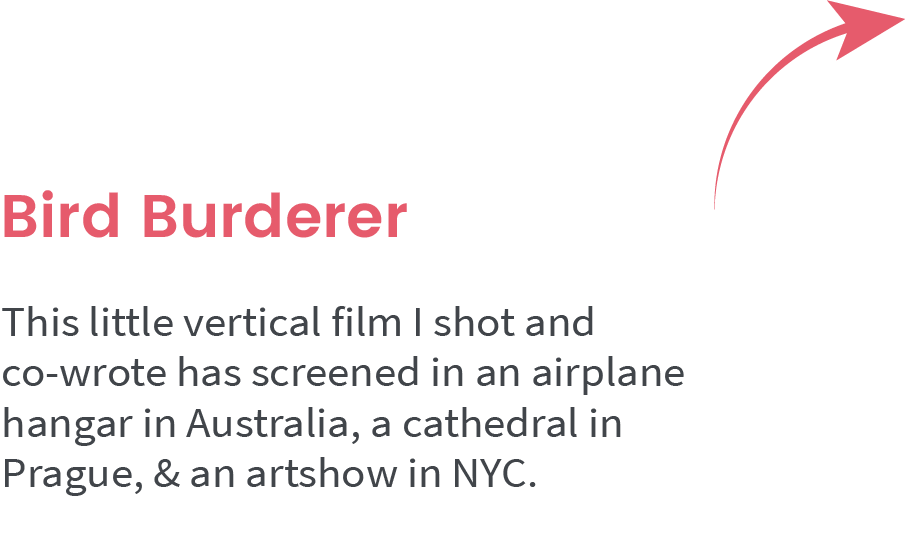 Bird Burderer
This little vertical film I shot and
co-wrote has screened in an airplane
hangar in Australia, a cathedral in
Prague, & an artshow in NYC.